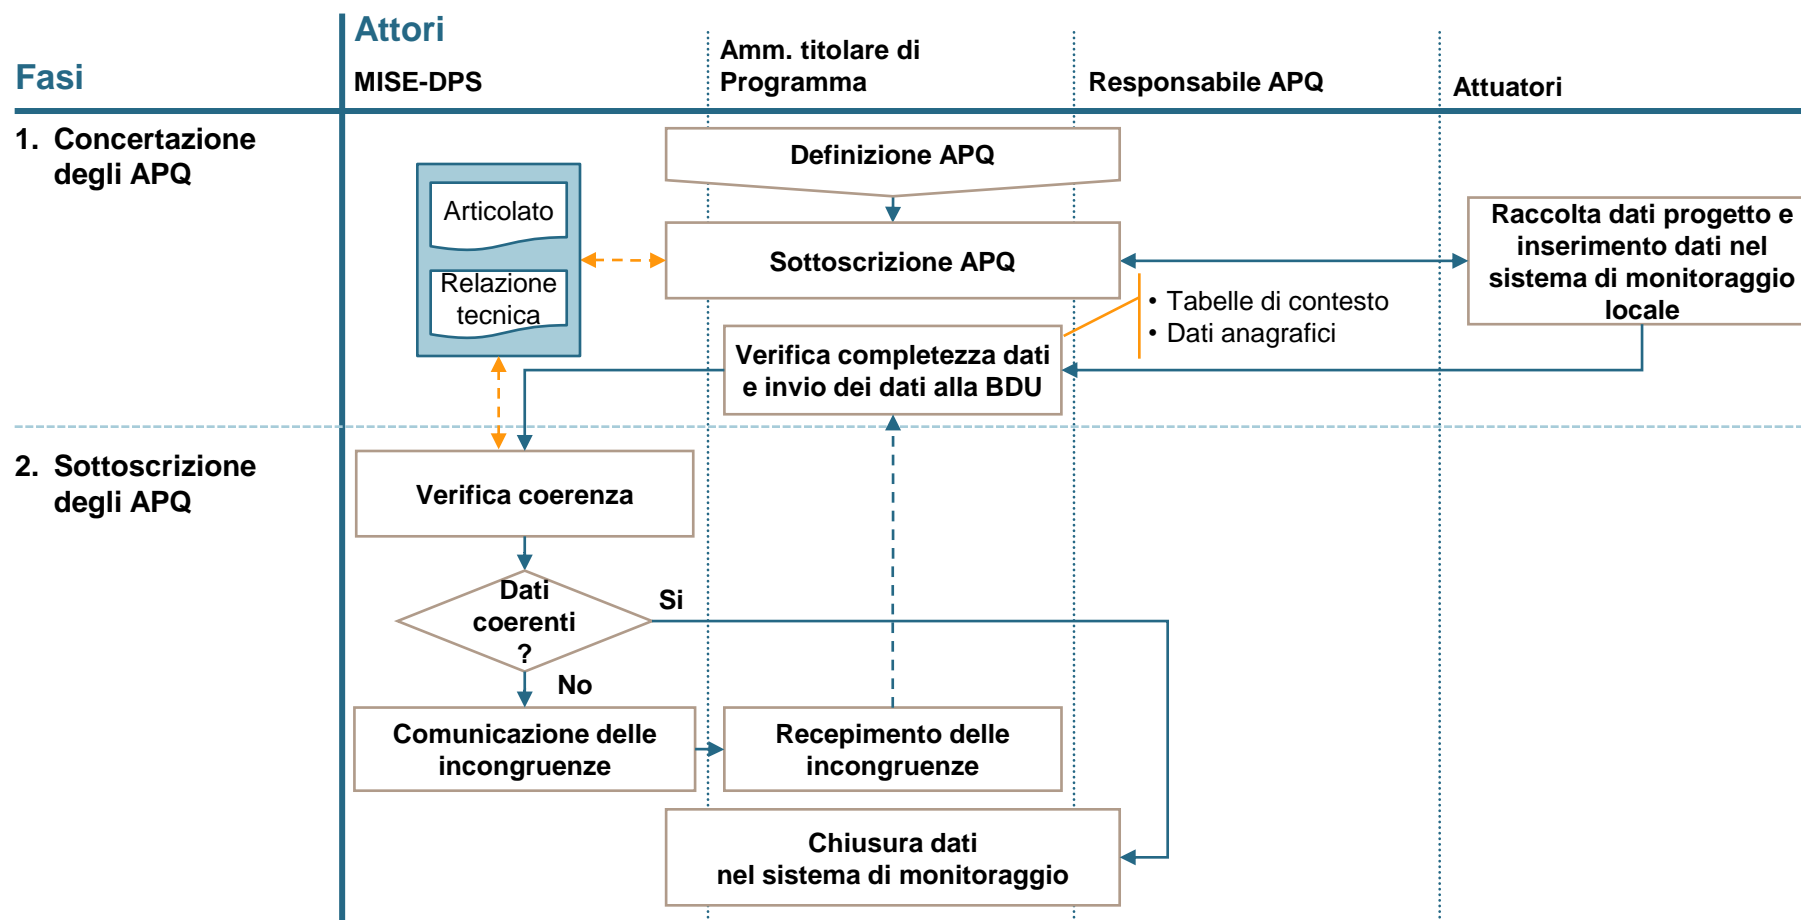 Attori
Fasi
MISE-DPS
Amm. titolare di
Programma
Responsabile APQ
Attuatori
1. Concertazione
degli APQ
Definizione APQ
Articolato
Relazione
tecnica
Sottoscrizione APQ
Raccolta dati progetto e
inserimento dati nel
sistema di monitoraggio
locale
• Tabelle di contesto
• Dati anagrafici
Verifica completezza dati
e invio dei dati alla BDU
2. Sottoscrizione
degli APQ
Verifica coerenza
Dati
coerenti
?
Si
No
Comunicazione delle
incongruenze
Recepimento delle
incongruenze
Chiusura dati
nel sistema di monitoraggio